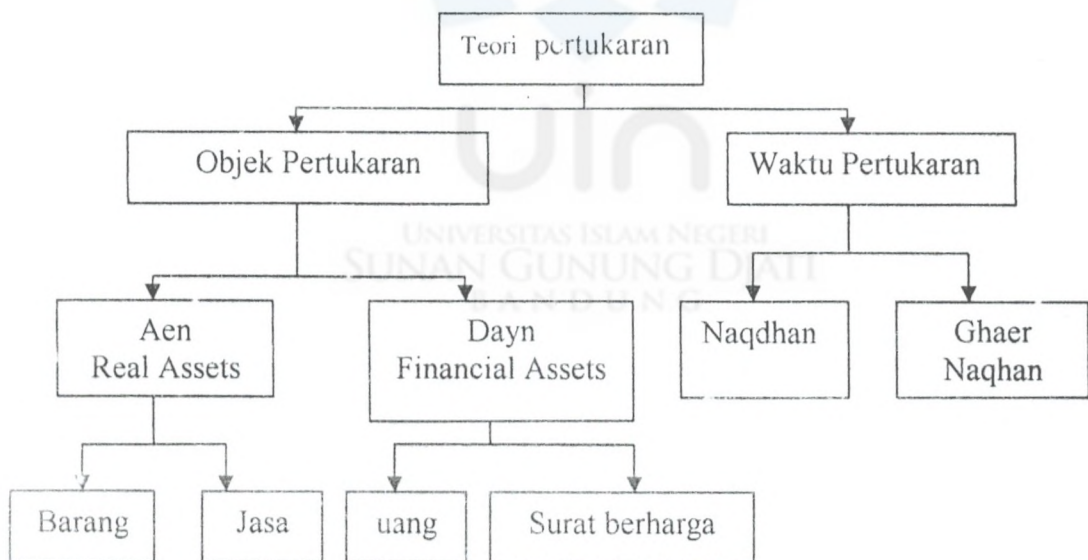 Teori pertukaran
Objek Pertukaran
Waktu Pertukaran
uin
UNIVERSITAS ISLAM NEGERI
SUNAN GUNUNG DJATI
BANDUNG
Aen
Real Assets
Dayn
Financial Assets
Naqdhan
Ghaer
Naqhan
Barang
Jasa
uang
Surat berharga